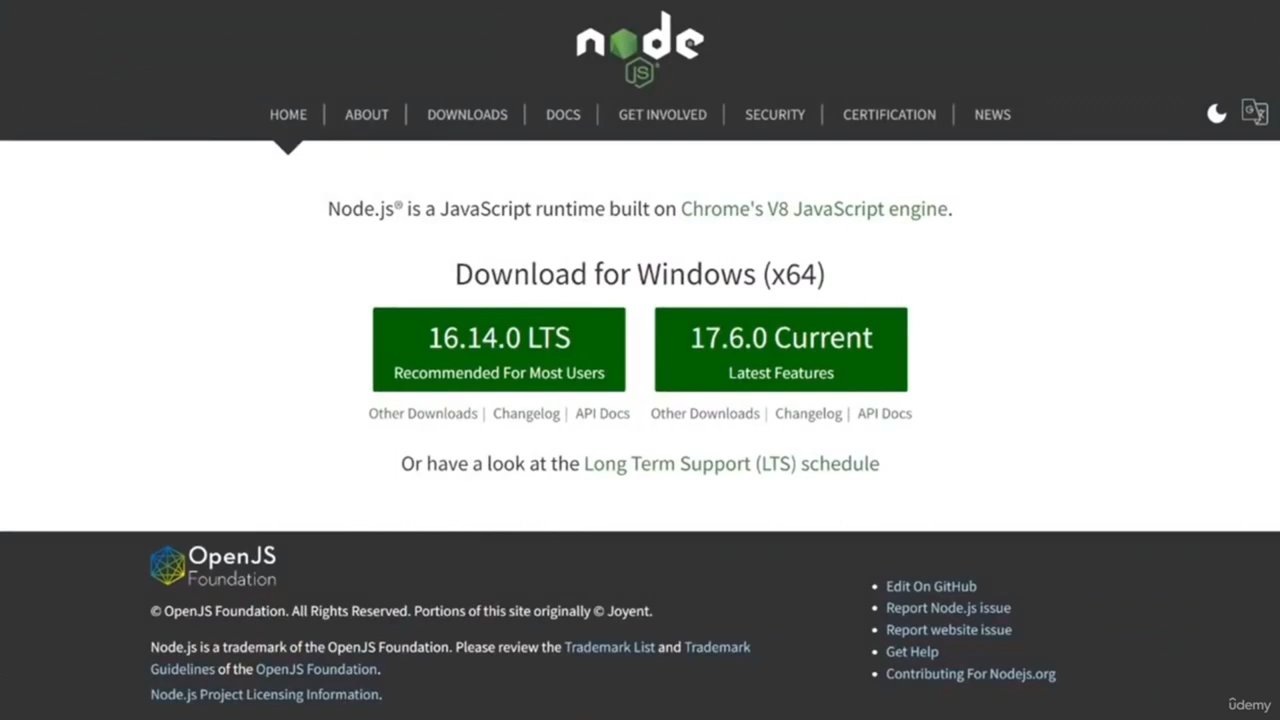 node
JS
HOME | ABOUT | DOWNLOADS | DOCS | GET INVOLVED | SECURITY | CERTIFICATION | NEWS
Node.js® is a JavaScript runtime built on Chrome's V8 JavaScript engine.
Download for Windows (x64)
16.14.0 LTS
Recommended For Most Users
17.6.0 Current
Latest Features
Other Downloads | Changelog | API Docs
Other Downloads | Changelog | API Docs
Or have a look at the Long Term Support (LTS) schedule
OpenJS
Foundation
© OpenJS Foundation. All Rights Reserved. Portions of this site originally © Joyent.
Node.js is a trademark of the OpenJS Foundation. Please review the Trademark List and Trademark
Guidelines of the OpenJS Foundation.
Node.js Project Licensing Information.
• Edit On GitHub
• Report Node.js issue
• Report website issue
• Get Help
• Contributing For Nodejs.org
ûdemy